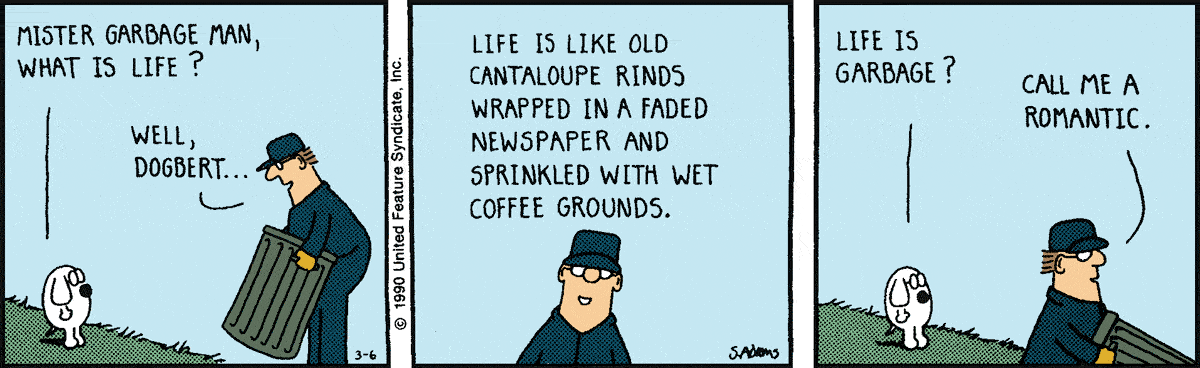 MISTER GARBAGE MAN,
WHAT IS LIFE?
WELL,
DOGBERT...
3-6
© 1990 United Feature Syndicate, Inc.
LIFE IS LIKE OLD
CANTALOUPE RINDS
WRAPPED IN A FADED
NEWSPAPER AND
SPRINKLED WITH WET
COFFEE GROUNDS.
S.Adams
LIFE IS
GARBAGE?
CALL ME A
ROMANTIC.